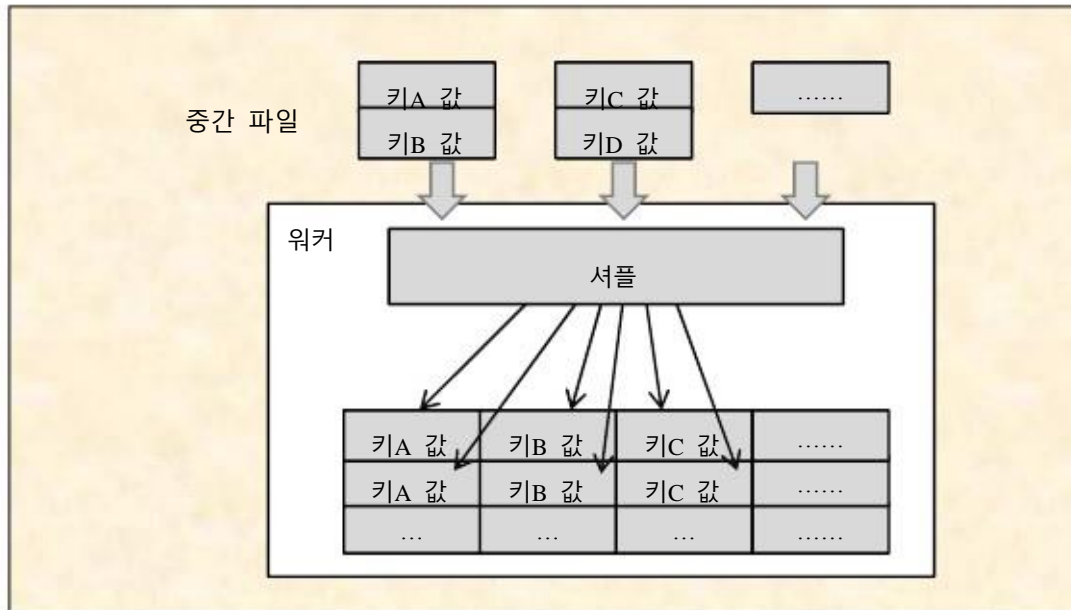 키A 값 키C 값 ......
중간 파일
키B 값 키D 값
워커
셔플
키A 값 키B 값 키C 값 ......
키A 값 키B 값 키C 값 ......
... ... ... ......